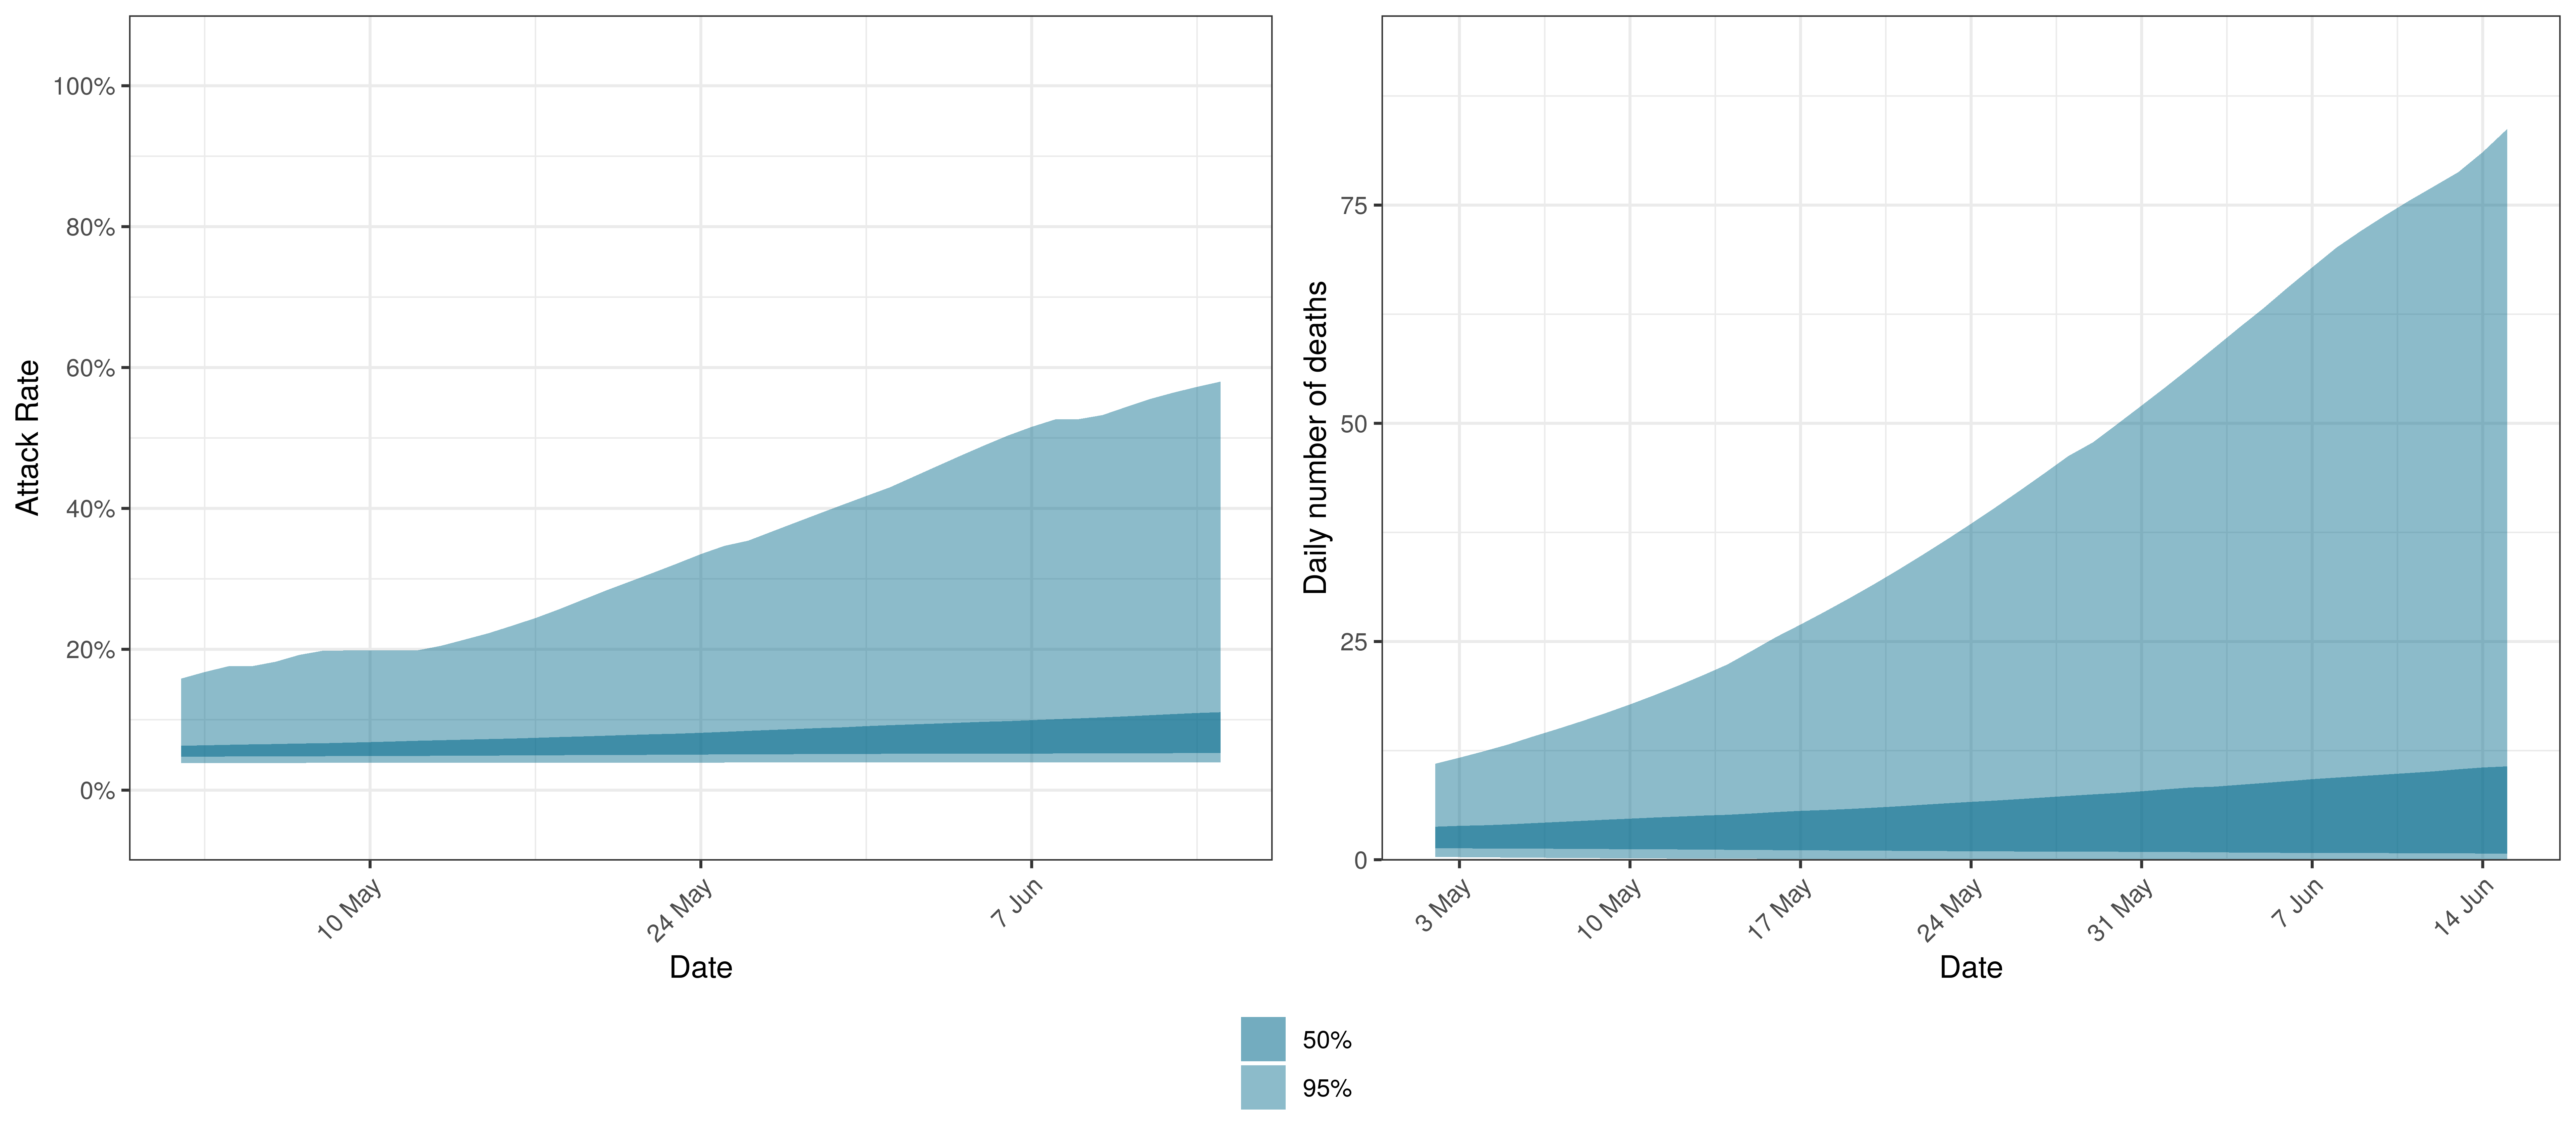 Attack Rate
100%
80%
60%
40%
20%
0%
10 May
24 May
7 Jun
Date
Daily number of deaths
75
50
25
0
3 May
10 May
17 May
24 May
31 May
7 Jun
14 Jun
Date
50%
95%